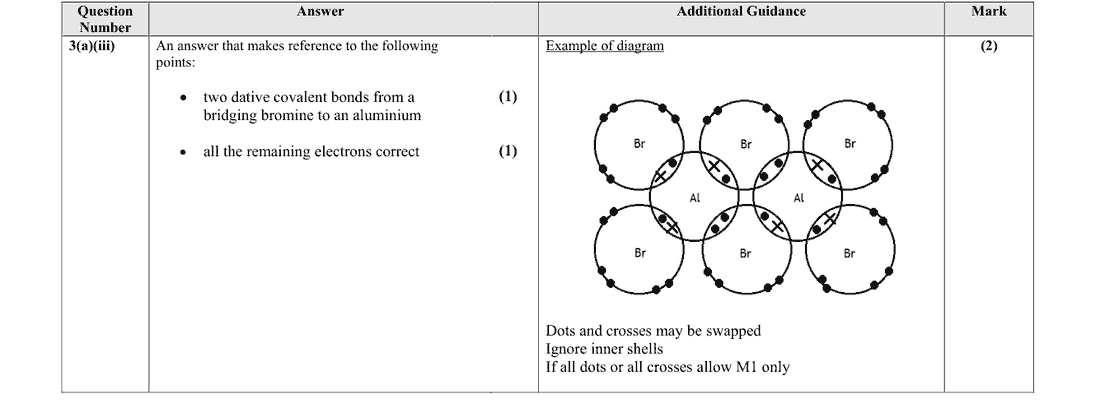 Question Number
Answer
Additional Guidance
Mark
3(a)(iii)
An answer that makes reference to the following
points:
• two dative covalent bonds from a (1)
bridging bromine to an aluminium
• all the remaining electrons correct (1)
Example of diagram
(2)
Br
Br
Br
Al
Al
Br
Br
Br
Dots and crosses may be swapped
Ignore inner shells
If all dots or all crosses allow M1 only